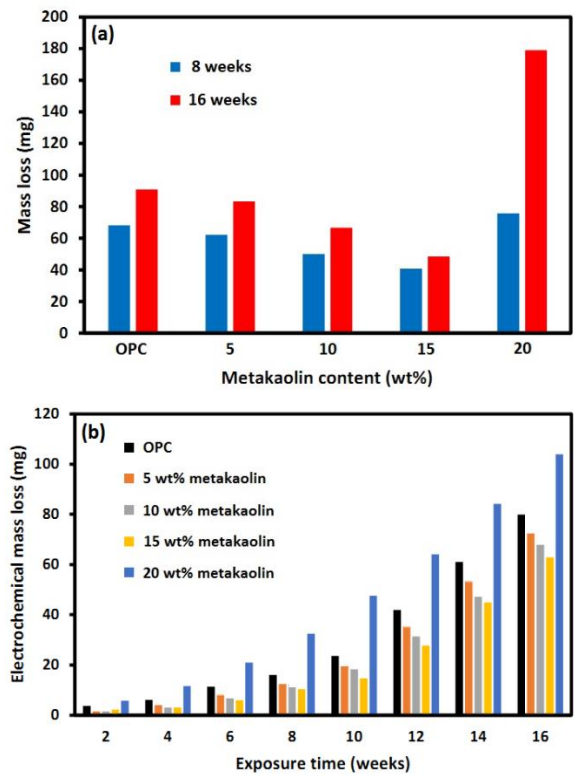 (a)
8 weeks
16 weeks
Mass loss (mg)
200
180
160
140
120
100
80
60
40
20
0
OPC 5 10 15 20
Metakaolin content (wt%)
(b)
OPC
5 wt% metakaolin
10 wt% metakaolin
15 wt% metakaolin
20 wt% metakaolin
Electrochemical mass loss (mg)
120
100
80
60
40
20
0
2 4 6 8 10 12 14 16
Exposure time (weeks)